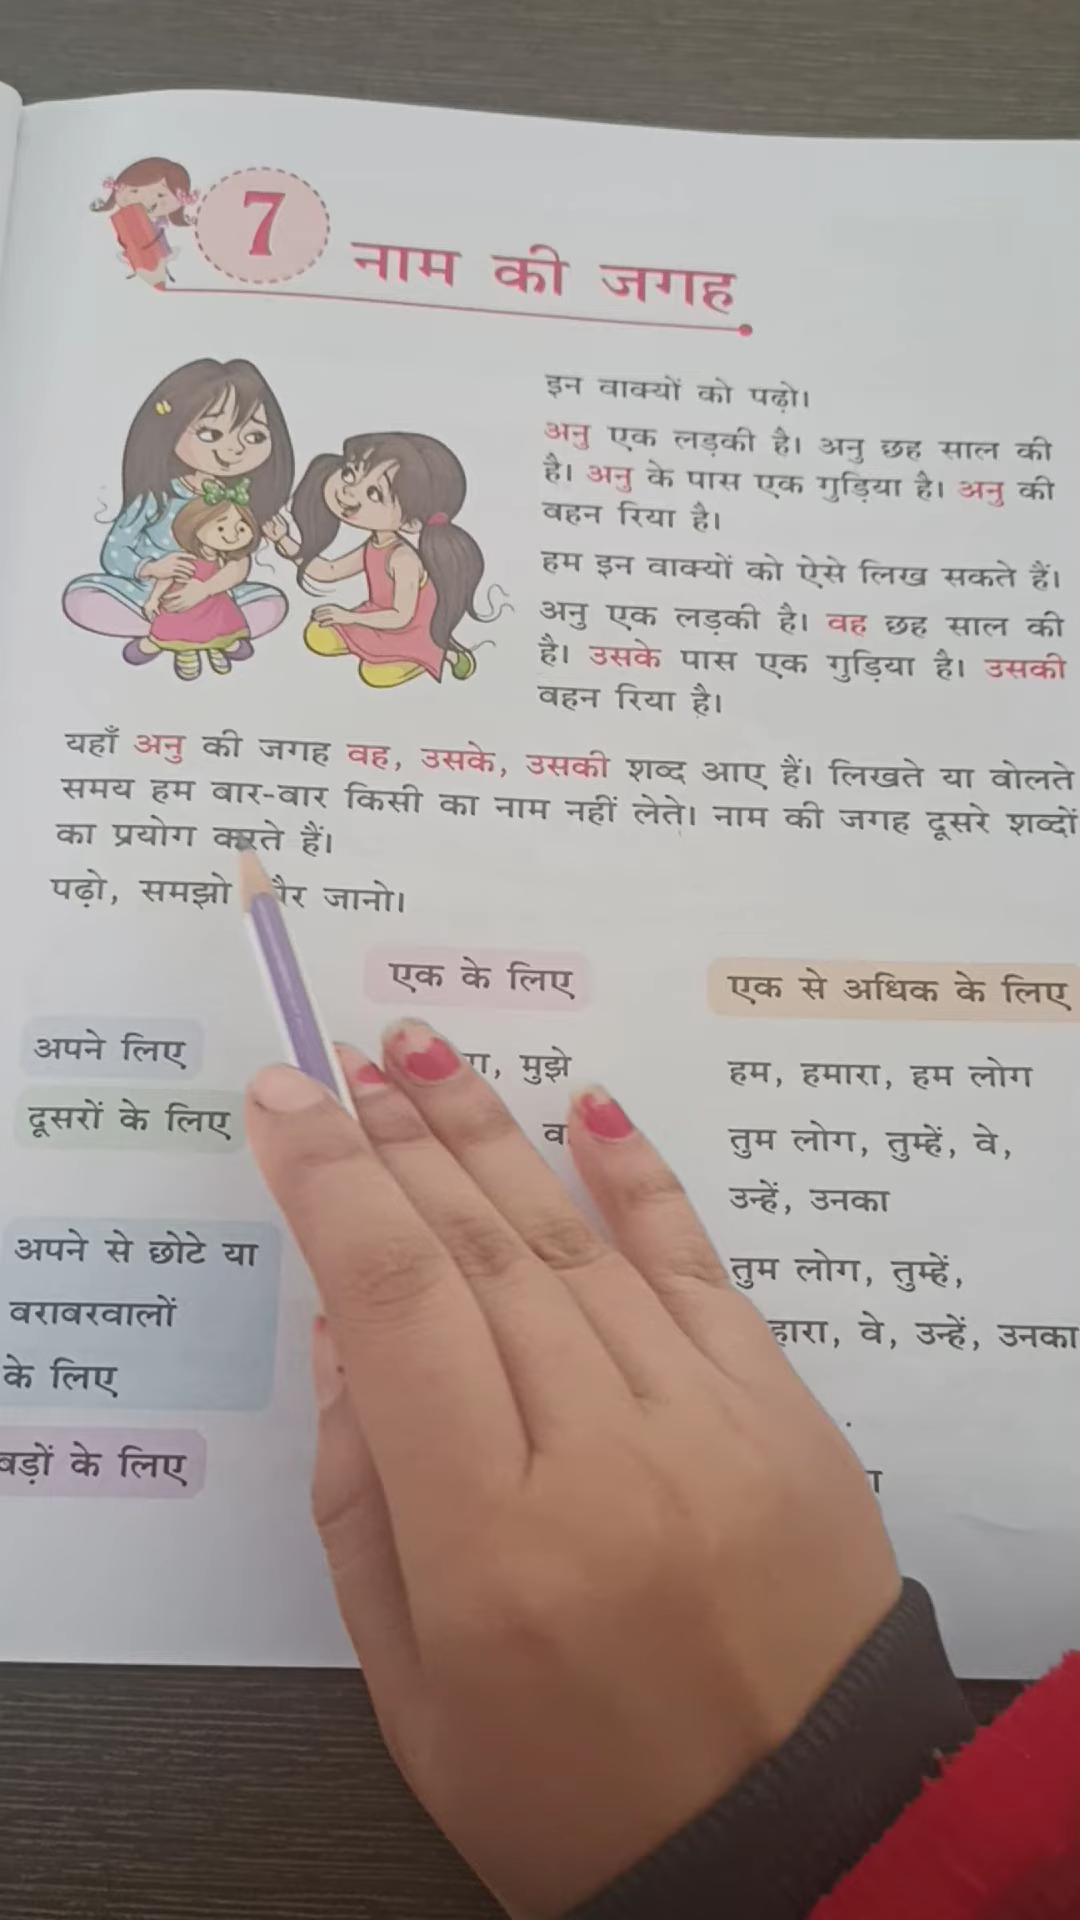 7
नाम की जगह
इन वाक्यों को पढ़ो।
अनु एक लड़की है। अनु छह साल की
है। अनु के पास एक गुड़िया है। अनु की
बहन रिया है।
हम इन वाक्यों को ऐसे लिख सकते हैं।
अनु एक लड़की है। वह छह साल की
है। उसके पास एक गुड़िया है। उसकी
बहन रिया है।
यहाँ अनु की जगह वह, उसके, उसकी शब्द आए हैं। लिखते या बोलते
समय हम बार-बार किसी का नाम नहीं लेते। नाम की जगह दूसरे शब्दों
का प्रयोग करते हैं।
पढ़ो, समझो और जानो।
एक के लिए
एक से अधिक के लिए
अपने लिए
मुझे
हम, हमारा, हम लोग
दूसरों के लिए
तुम लोग, तुम्हें, वे,
उन्हें, उनका
अपने से छोटे या
बराबरवालों
के लिए
तुम लोग, तुम्हें,
वे, उन्हें, उनका
बड़ों के लिए